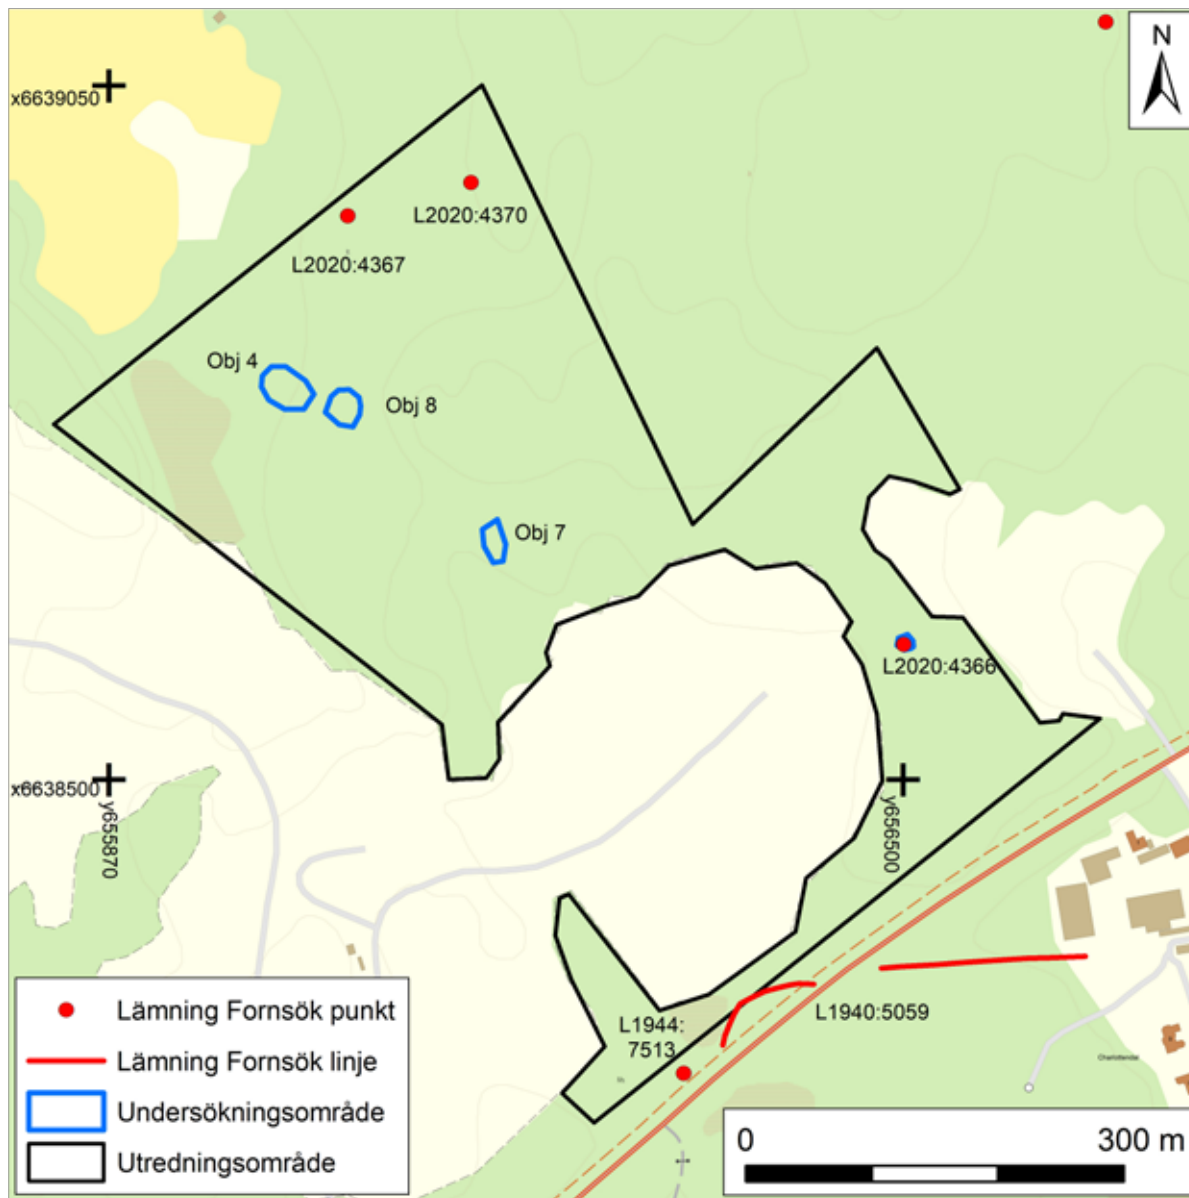 N
x6639050
L2020:4370
L2020:4367
Obj 4
Obj 8
Obj 7
L2020:4366
x6638500
y655870
y656500
L1940:5059
L1944:
7513
Charlottendal
Lämning Fornsök punkt
Lämning Fornsök linje
Undersökningsområde
Utredningsområde
0 300 m